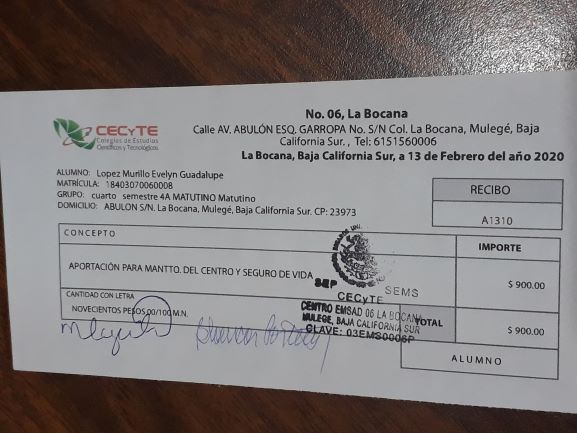 No. 06, La Bocana
CECyTE
Colegios de Estudios
Científicos y Tecnológicos
Calle AV. ABULÓN ESQ. GARROPA No. S/N Col. La Bocana, Mulegé, Baja
California Sur. , Tel: 6151560006
La Bocana, Baja California Sur, a 13 de Febrero del año 2020
ALUMNO: Lopez Murillo Evelyn Guadalupe
MATRÍCULA: 18403070060008
GRUPO: cuarto semestre 4A MATUTINO Matutino
DOMICILIO: ABULON S/N. La Bocana, Mulegé, Baja California Sur. CP: 23973
RECIBO
A1310
CONCEPTO
IMPORTE
APORTACIÓN PARA MANTTO. DEL CENTRO Y SEGURO DE VIDA
$ 900.00
SEP
SEMS
CECyTE
CANTIDAD CON LETRA
NOVECIENTOS PESOS 00/100 M.N.
CENTRO EMSAD 06 LA BOCANA
MULEGE, BAJA CALIFORNIA SUR
CLAVE: 03EMS0006P
TOTAL
$ 900.00
ALUMNO